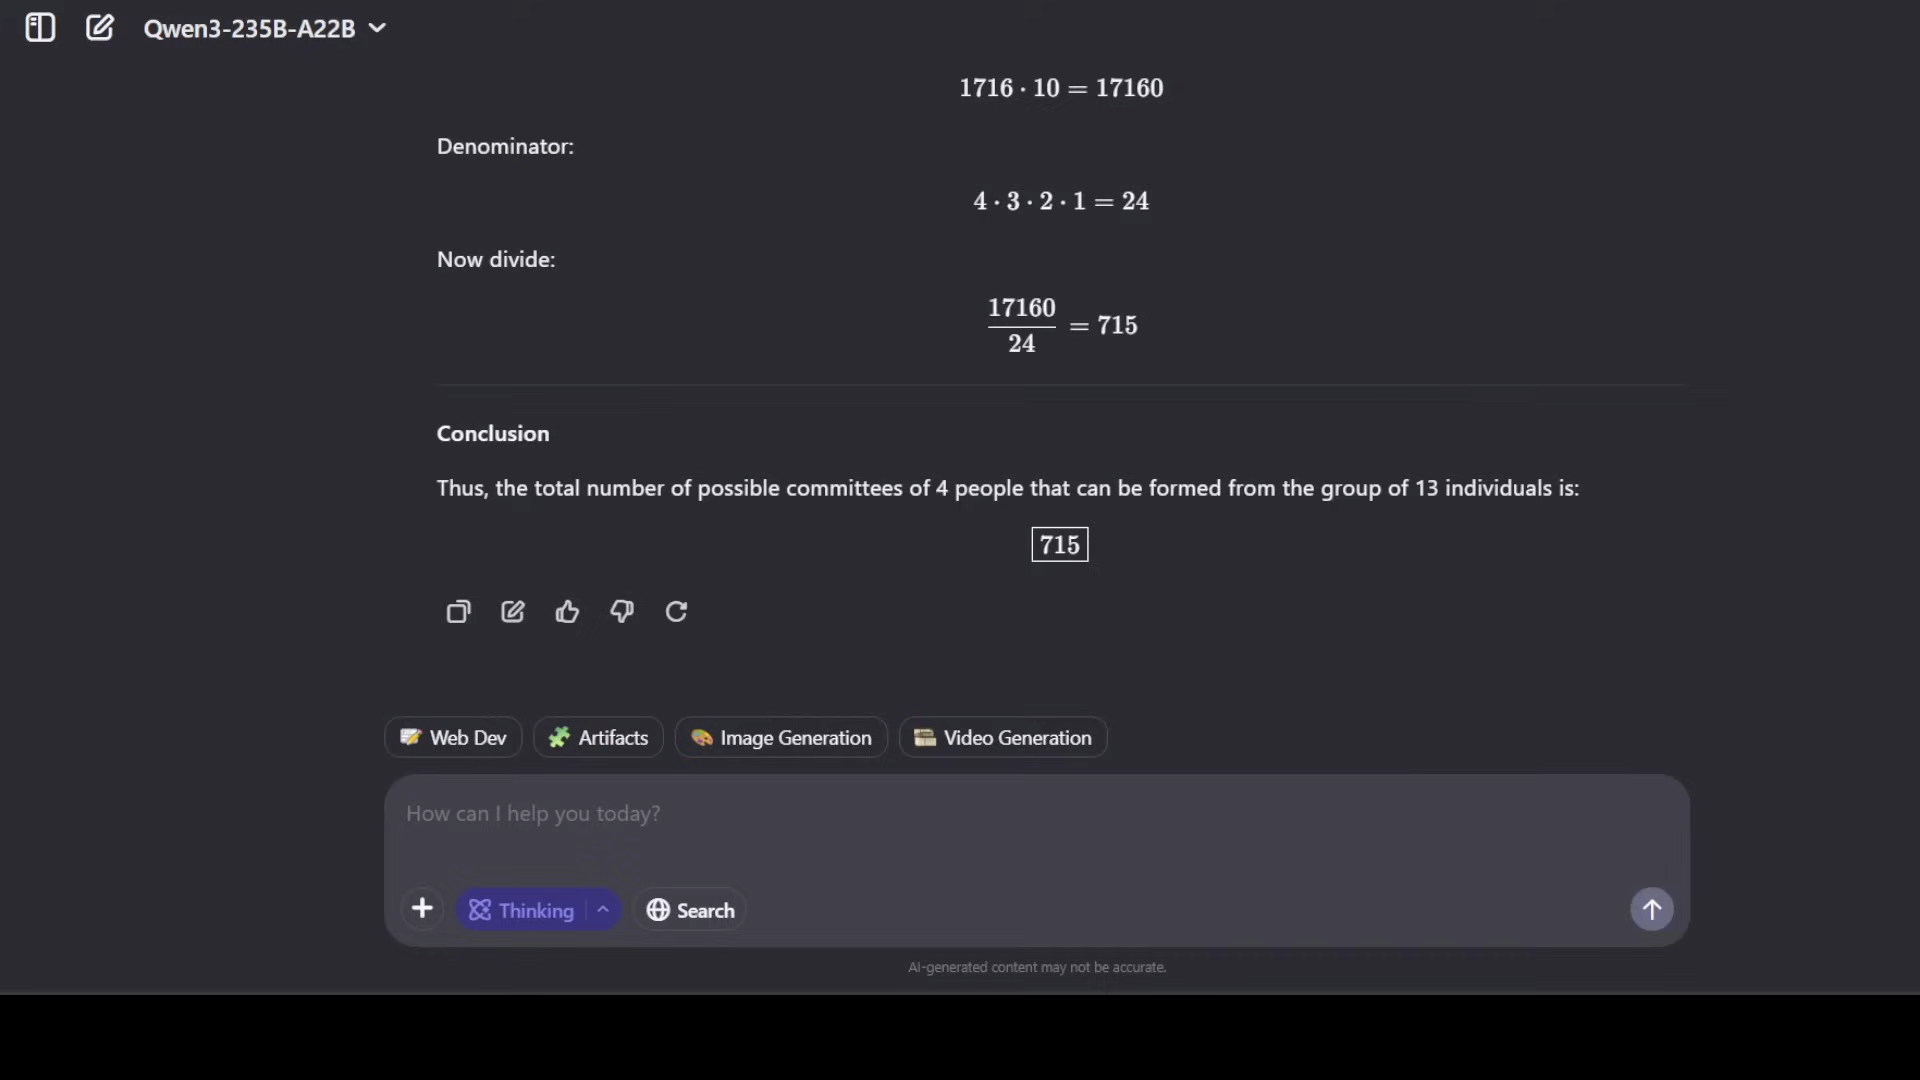 Qwen3-235B-A22B
1716 · 10 = 17160
Denominator:
4 · 3 · 2 · 1 = 24
Now divide:
17160
24
= 715
Conclusion
Thus, the total number of possible committees of 4 people that can be formed from the group of 13 individuals is:
715
Web Dev Artifacts Image Generation Video Generation
How can I help you today?
Thinking Search
AI-generated content may not be accurate.